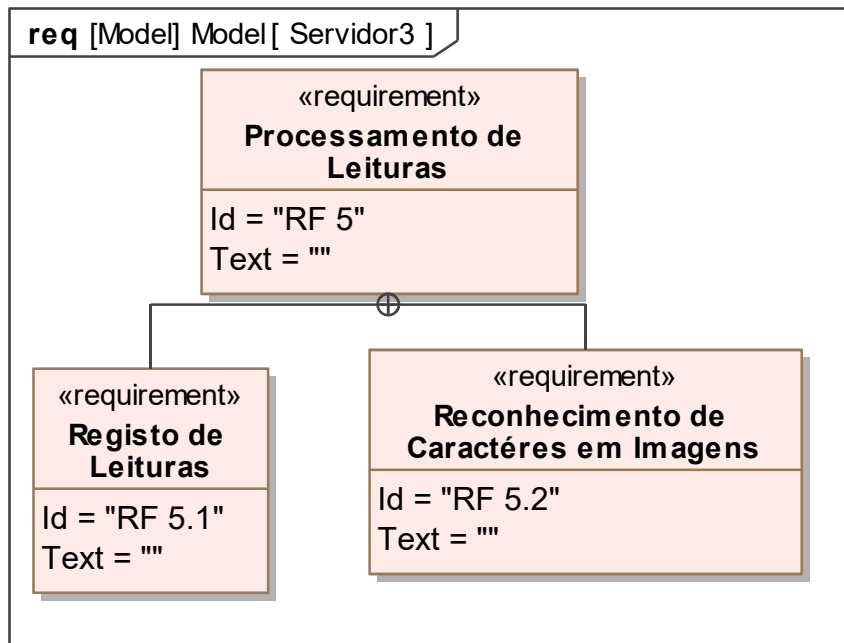 req [Model] Model [ Servidor3 ]
«requirement»
Processamento de
Leituras
Id = "RF 5"
Text = ""
«requirement»
Registo de
Leituras
Id = "RF 5.1"
Text = ""
«requirement»
Reconhecimento de
Caractéres em Imagens
Id = "RF 5.2"
Text = ""